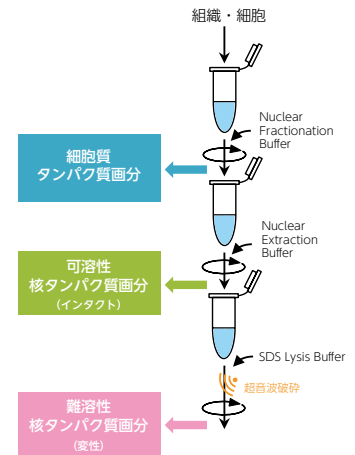 組織・細胞
Nuclear
Fractionation
Buffer
細胞質
タンパク質画分
Nuclear
Extraction
Buffer
可溶性
核タンパク質画分
（インタクト）
SDS Lysis Buffer
超音波破砕
難溶性
核タンパク質画分
（変性）